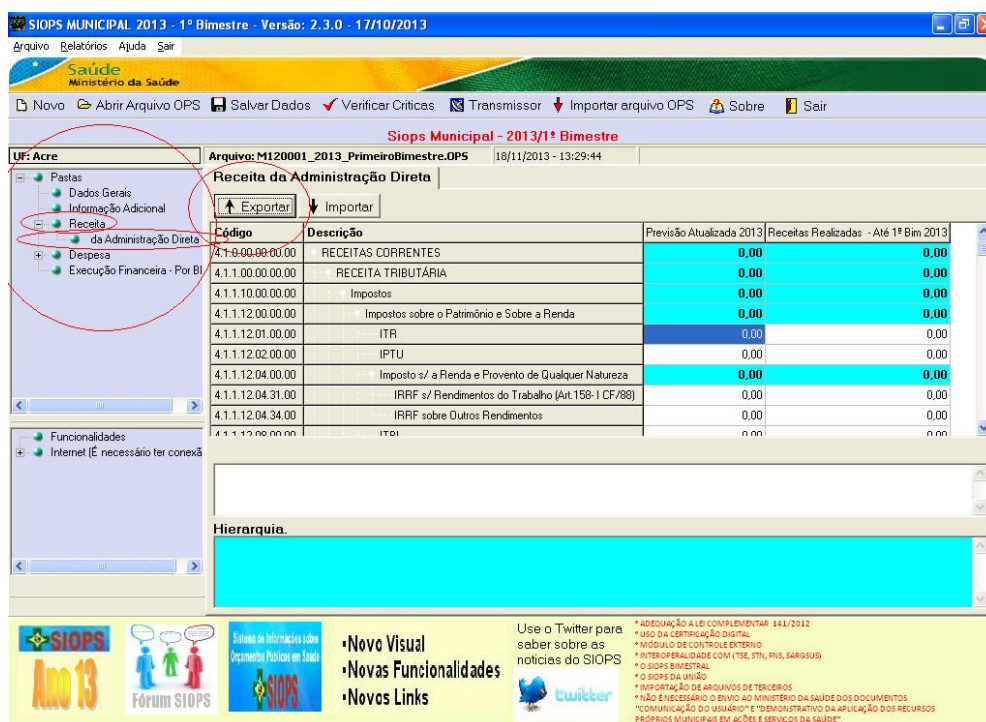 SIOPS MUNICIPAL 2013 - 1º Bimestre - Versão: 2.3.0 - 17/10/2013
Arquivo Relatórios Ajuda Sair
Saúde
Ministério da Saúde
Novo Abrir Arquivo OPS Salvar Dados Verificar Criticas Transmissor Importar arquivo OPS Sobre Sair
Siops Municipal - 2013/1º Bimestre
UF: Acre Arquivo: M120001_2013_PrimeiroBimestre.OPS 18/11/2013 - 13:29:44
Pastas
Dados Gerais
Informação Adicional
Receita
da Administração Direta
Despesa
Execução Financeira - Por Bl
Receita da Administração Direta
Exportar Importar
Código Descrição Previsão Atualizada 2013 Receitas Realizadas - Até 1º Bim 2013
4.1.0.00.00.00.00 RECEITAS CORRENTES 0,00 0,00
4.1.1.00.00.00.00 RECEITA TRIBUTÁRIA 0,00 0,00
4.1.1.10.00.00.00 Impostos 0,00 0,00
4.1.1.12.00.00.00 Impostos sobre o Patrimônio e Sobre a Renda 0,00 0,00
4.1.1.12.01.00.00 ITR 0,00 0,00
4.1.1.12.02.00.00 IPTU 0,00 0,00
4.1.1.12.04.00.00 Imposto s/ a Renda e Provento de Qualquer Natureza 0,00 0,00
4.1.1.12.04.31.00 IRRF s/ Rendimentos do Trabalho (Art.158- I CF/88) 0,00 0,00
4.1.1.12.04.34.00 IRRF sobre Outros Rendimentos 0,00 0,00
4.1.1.12.08.00.00 ITBI 0,00 0,00
Funcionalidades
Internet (É necessário ter conexã
Hierarquia.
SIOPS
Ano 13
Fórum SIOPS
Sistema de Informações sobre
Orçamentos Públicos em Saúde
SIOPS
▪Novo Visual
▪Novas Funcionalidades
▪Novos Links
Use o Twitter para
saber sobre as
noticias do SIOPS
twitter
* ADEQUAÇÃO A LEI COMPLEMENTAR 141/2012
* USO DA CERTIFICAÇÃO DIGITAL
* MÓDULO DE CONTROLE EXTERNO
* INTEROPERALIDADE COM (TSE, STN, FNS, SARGSUS)
* O SIOPS BIMESTRAL
* O SIOPS DA UNIÃO
* IMPORTAÇÃO DE ARQUIVOS DE TERCEIROS
* NÃO É NECESSÁRIO O ENVIO AO MINISTÉRIO DA SAÚDE DOS DOCUMENTOS
"COMUNICAÇÃO DO USUÁRIO" E "DEMONSTRATIVO DA APLICAÇÃO DOS RECURSOS
PRÓPRIOS MUNICIPAIS EM AÇÕES E SERVIÇOS DA SAÚDE".